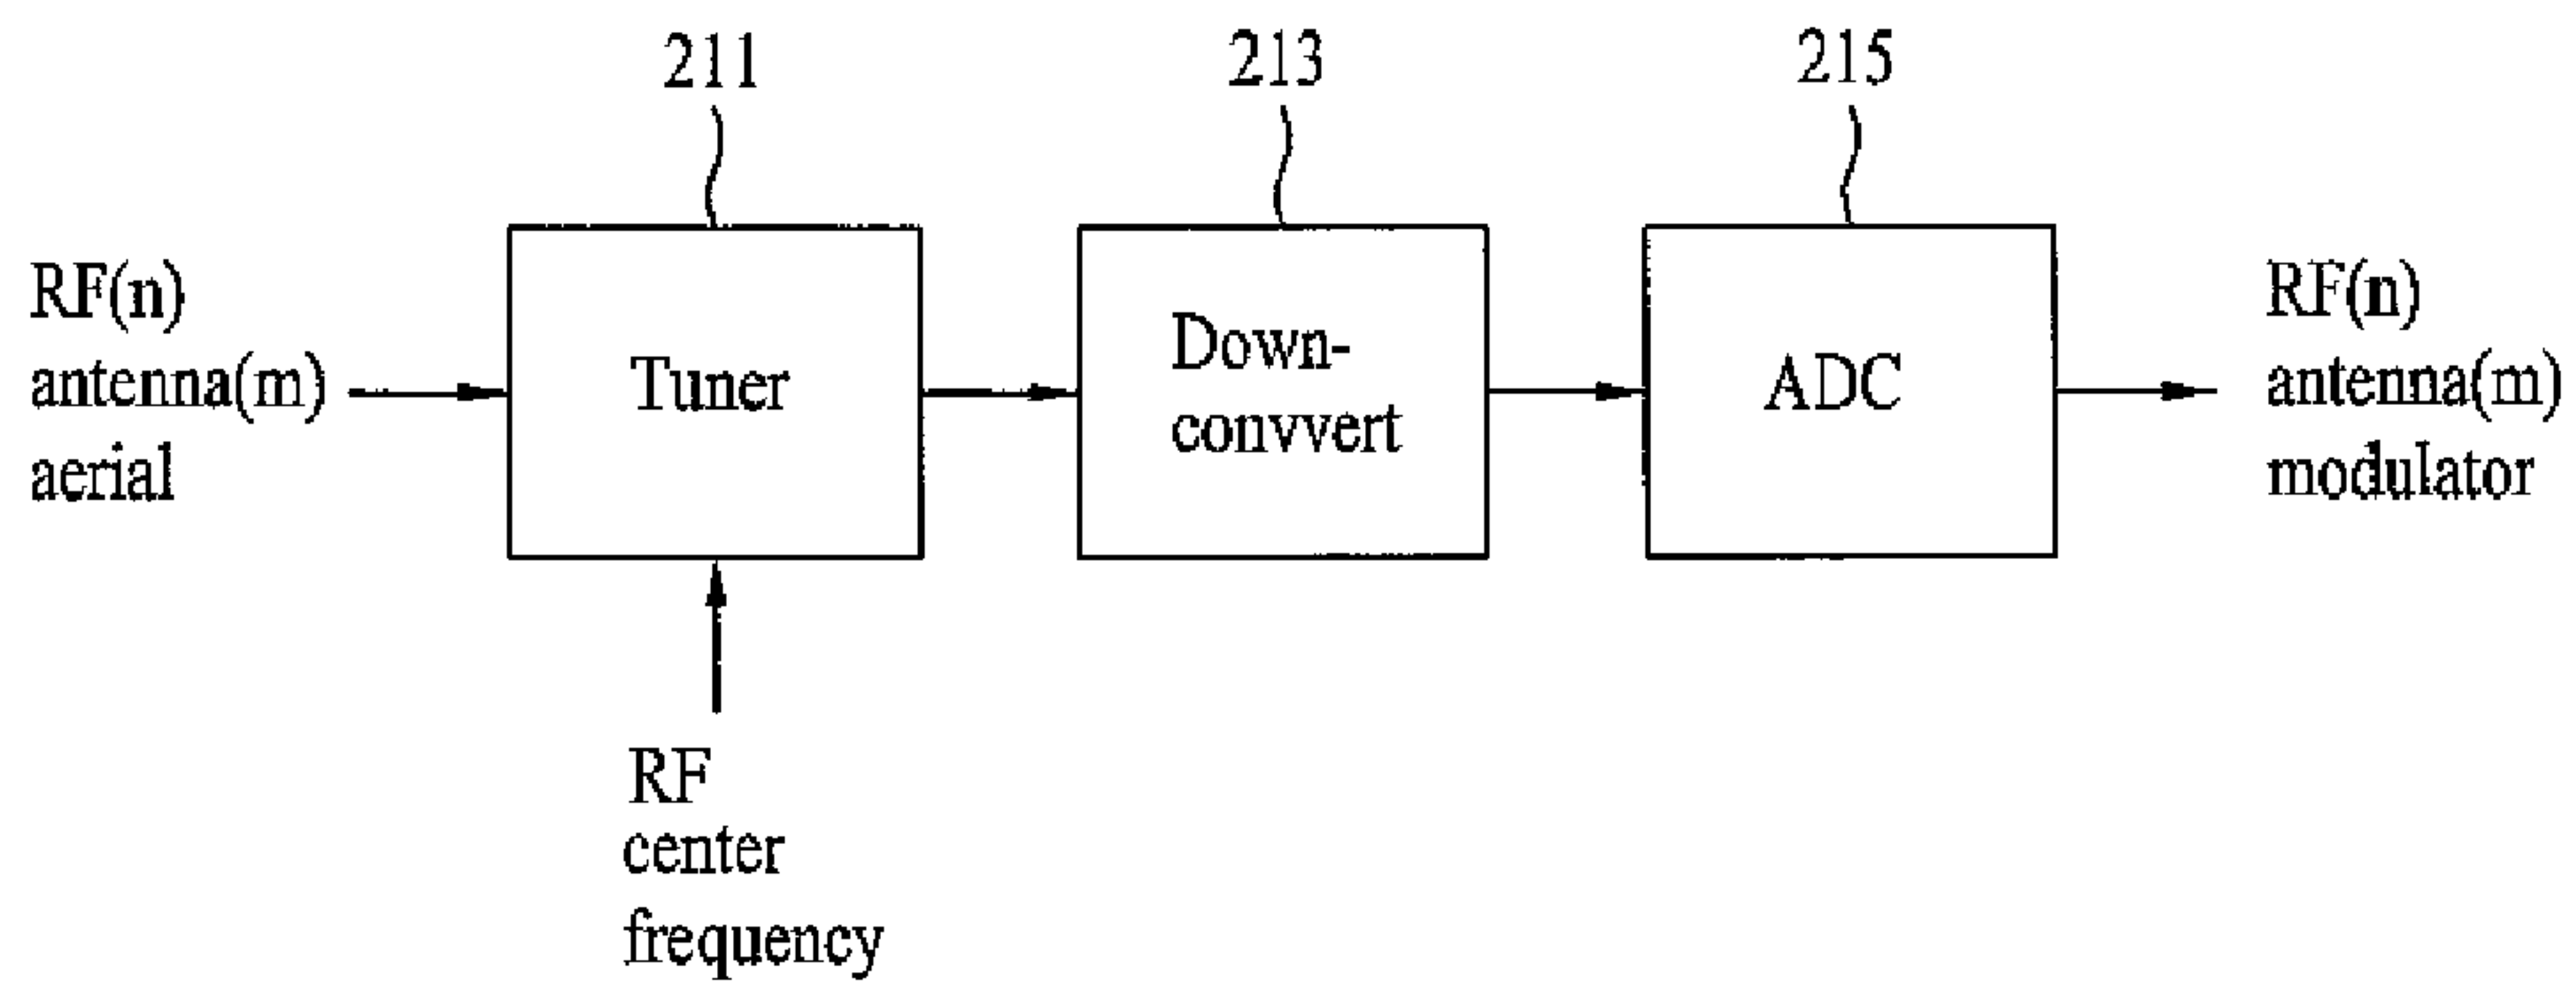 211
213
215
RF(n)
antenna(m)
aerial
Tuner
Down-
convvert
ADC
RF(n)
antenna(m)
modulator
RF
center
frequency